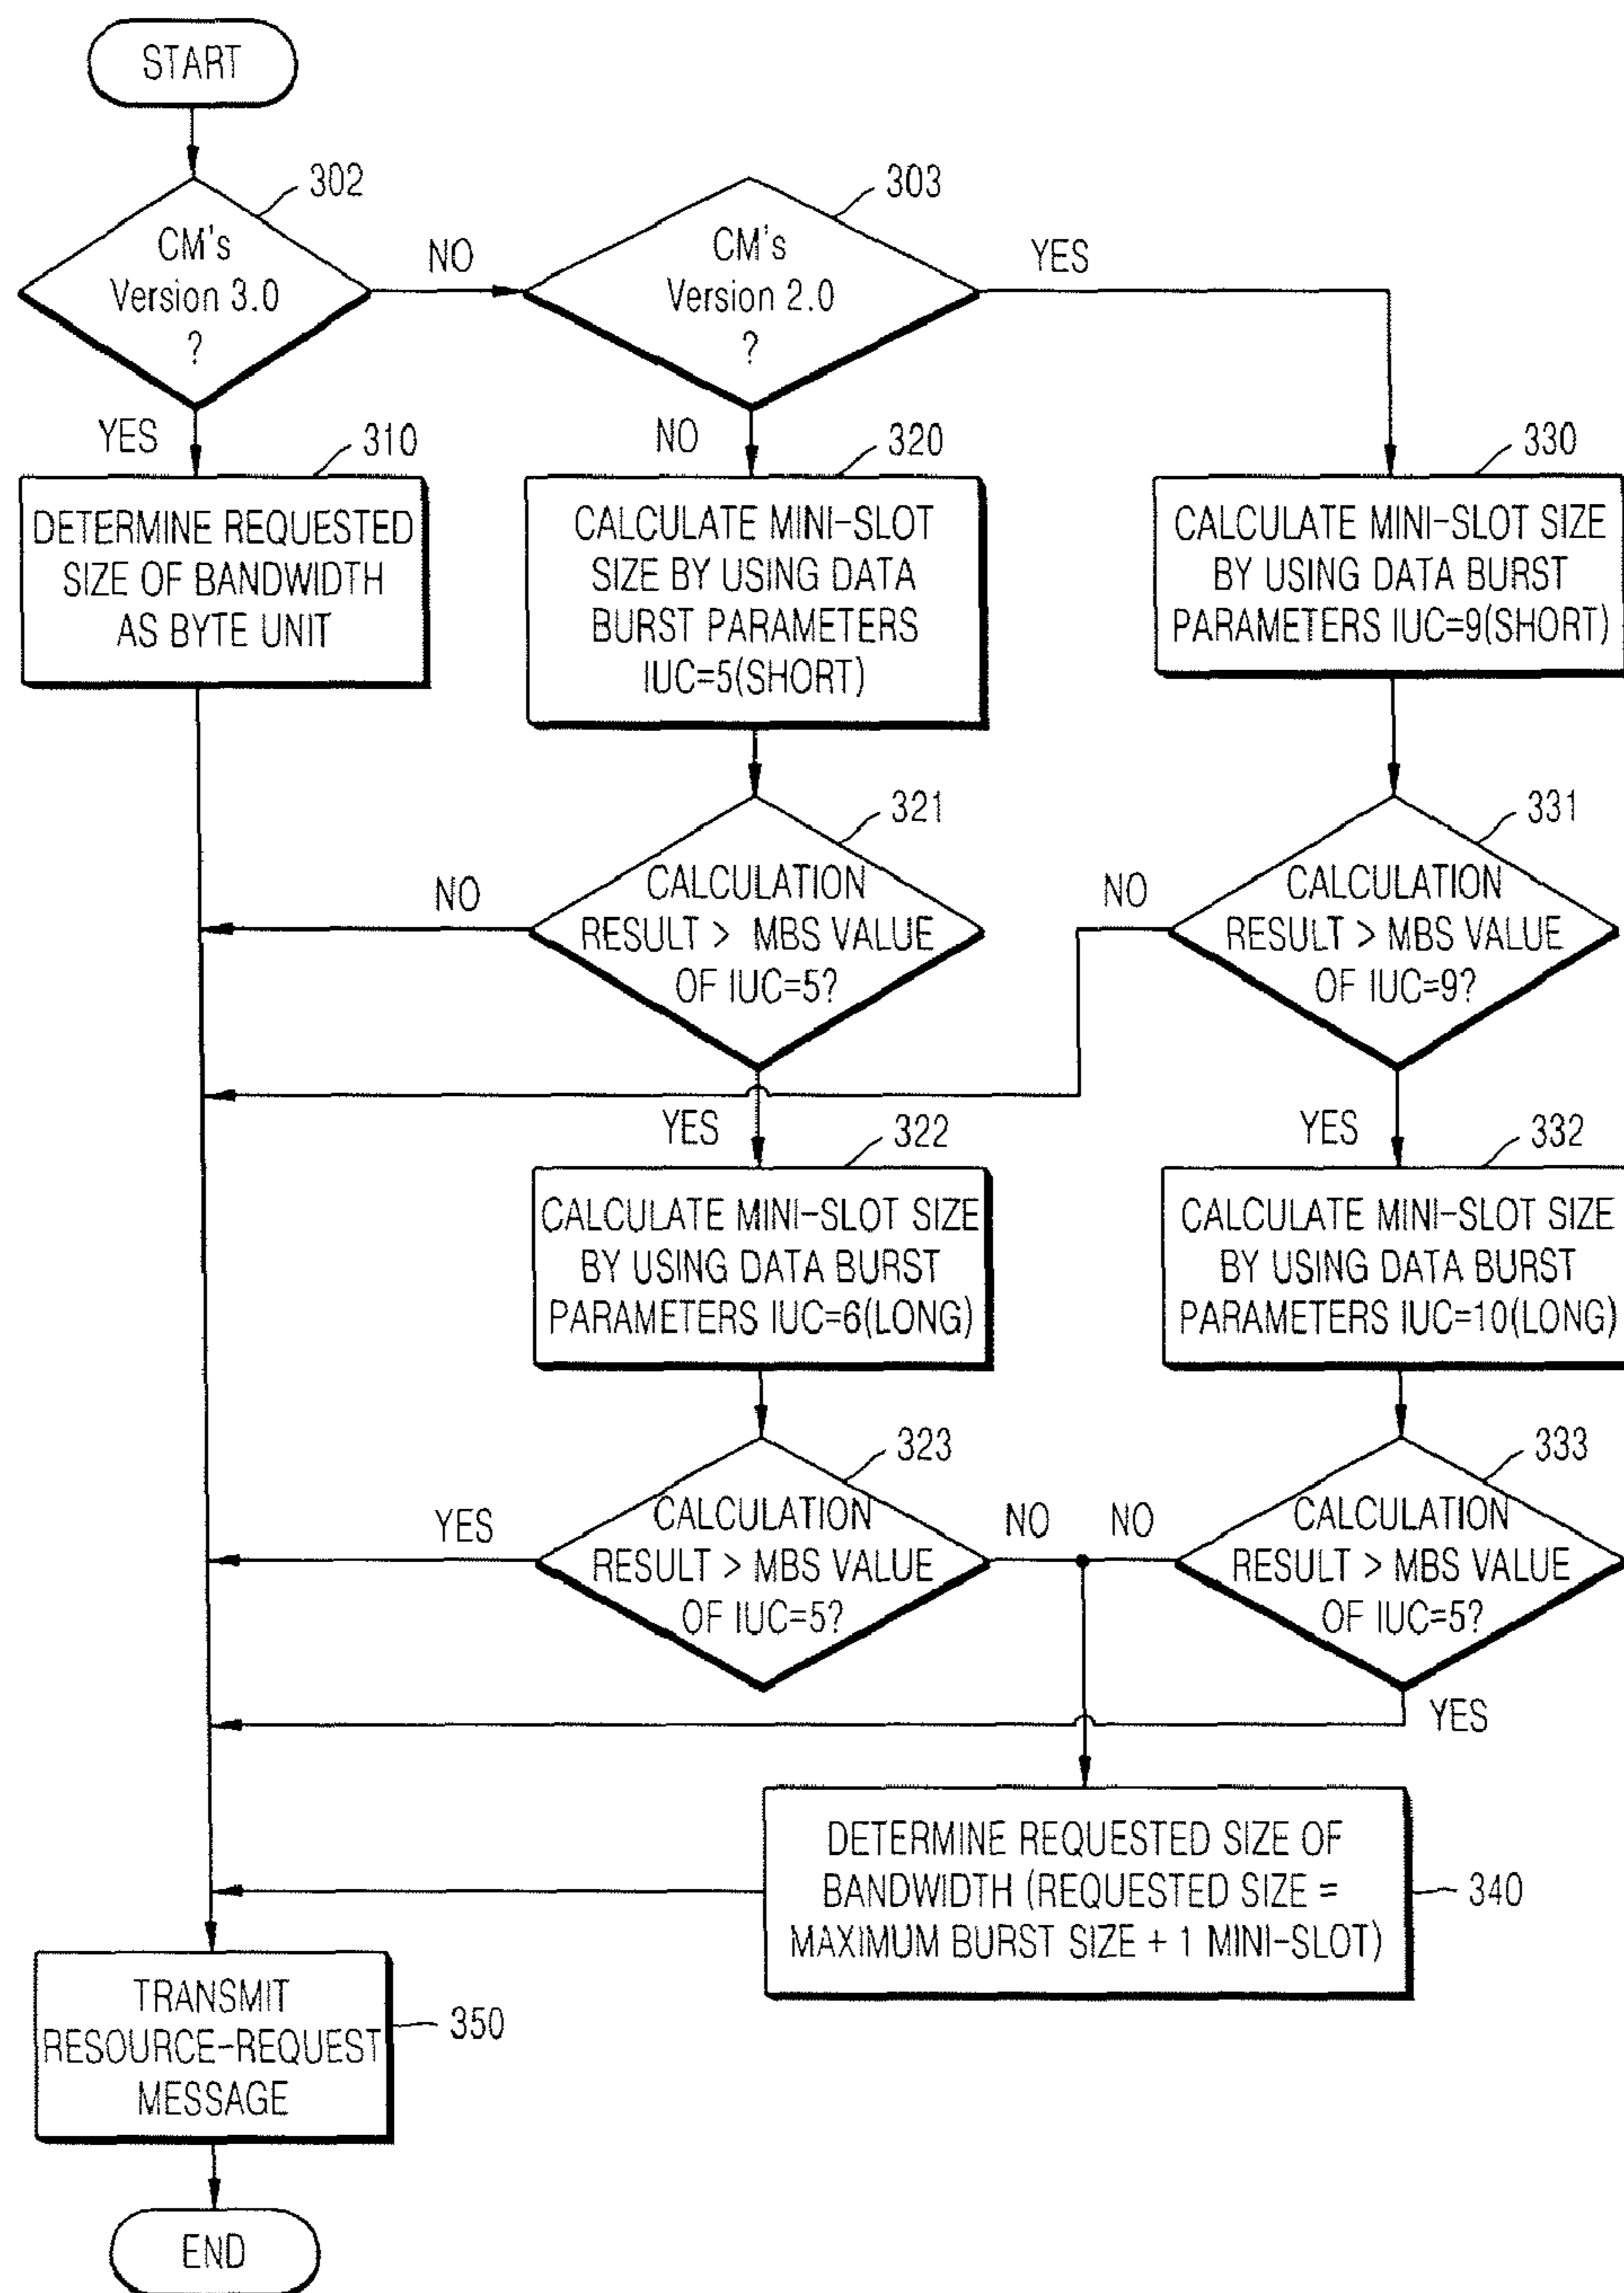 START
302
CM's
Version 3.0
?
NO
303
CM's
Version 2.0
?
YES
YES
310
DETERMINE REQUESTED
SIZE OF BANDWIDTH
AS BYTE UNIT
NO
320
CALCULATE MINI-SLOT
SIZE BY USING DATA
BURST PARAMETERS
IUC=5(SHORT)
330
CALCULATE MINI-SLOT SIZE
BY USING DATA BURST
PARAMETERS IUC=9(SHORT)
321
CALCULATION
RESULT > MBS VALUE
OF IUC=5?
NO
331
CALCULATION
RESULT > MBS VALUE
OF IUC=9?
NO
YES
322
CALCULATE MINI-SLOT SIZE
BY USING DATA BURST
PARAMETERS IUC=6(LONG)
YES
332
CALCULATE MINI-SLOT SIZE
BY USING DATA BURST
PARAMETERS IUC=10(LONG)
323
CALCULATION
RESULT > MBS VALUE
OF IUC=5?
YES
NO
NO
333
CALCULATION
RESULT > MBS VALUE
OF IUC=5?
YES
DETERMINE REQUESTED SIZE OF
BANDWIDTH (REQUESTED SIZE =
MAXIMUM BURST SIZE + 1 MINI-SLOT)
340
TRANSMIT
RESOURCE-REQUEST
MESSAGE
350
END